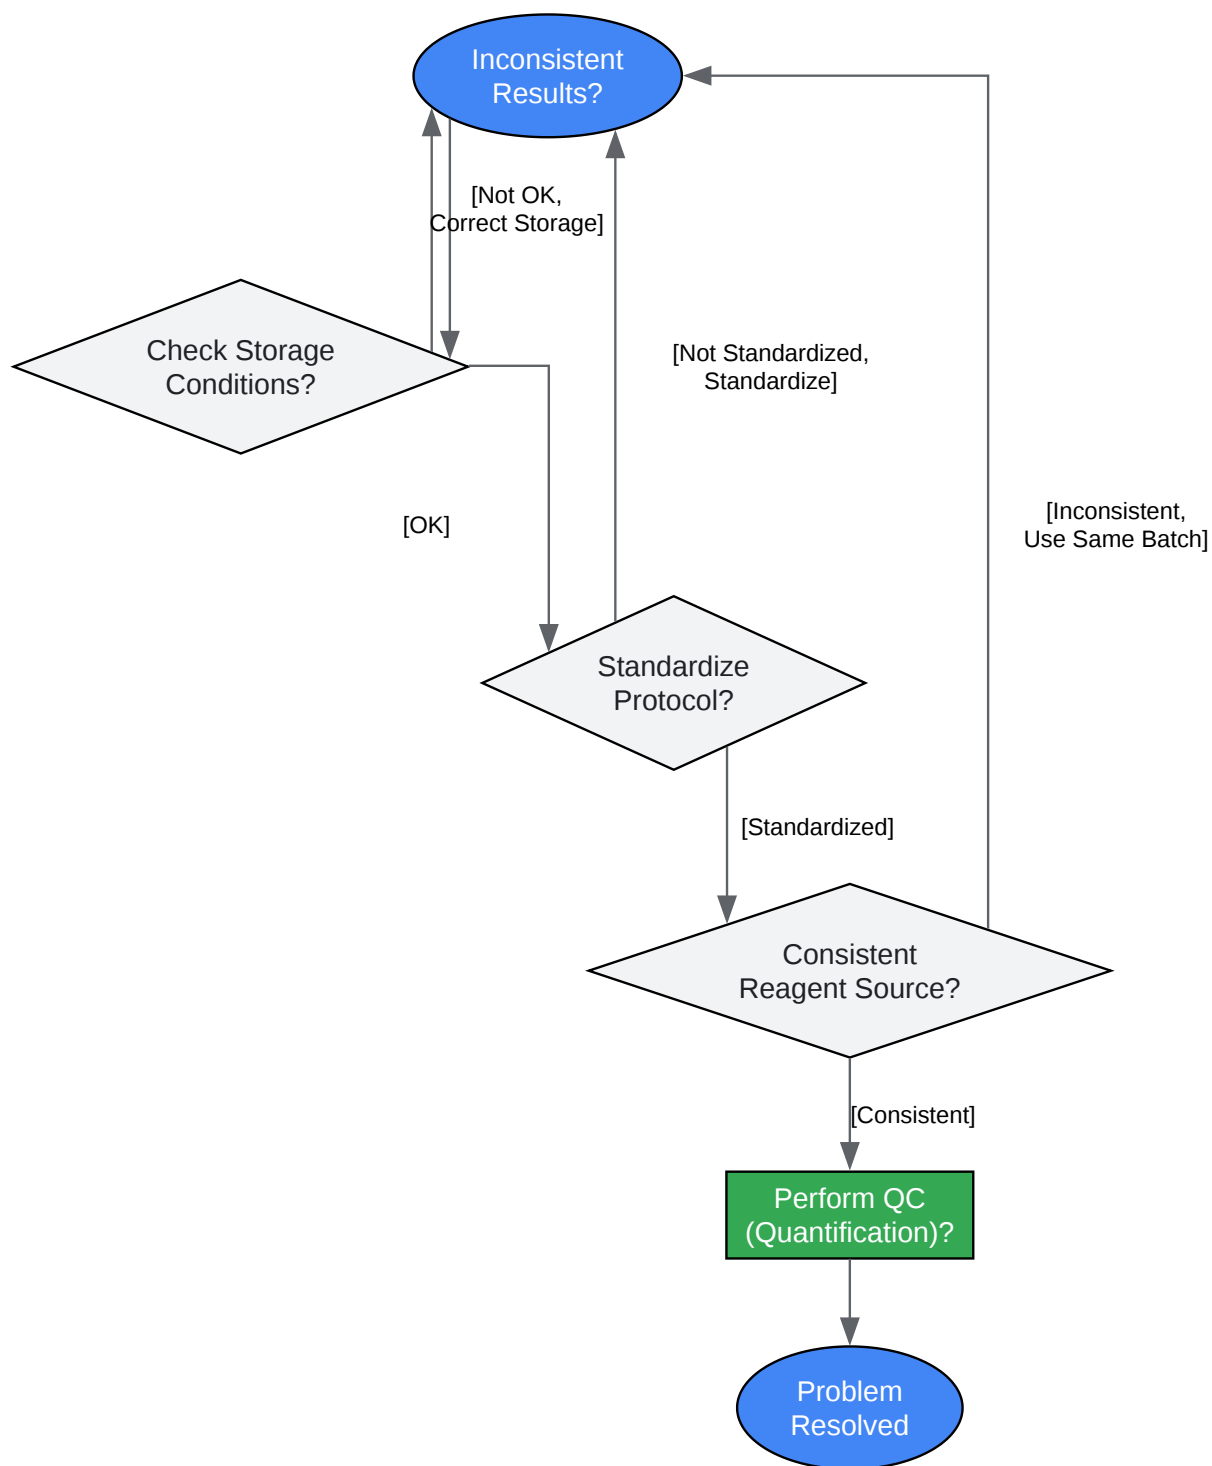 Inconsistent
Results?
[Not OK,
Correct Storage]
Check Storage
Conditions?
[Not Standardized,
Standardize]
[OK]
[Inconsistent,
Use Same Batch]
Standardize
Protocol?
[Standardized]
Consistent
Reagent Source?
[Consistent]
Perform QC
(Quantification)?
Problem
Resolved